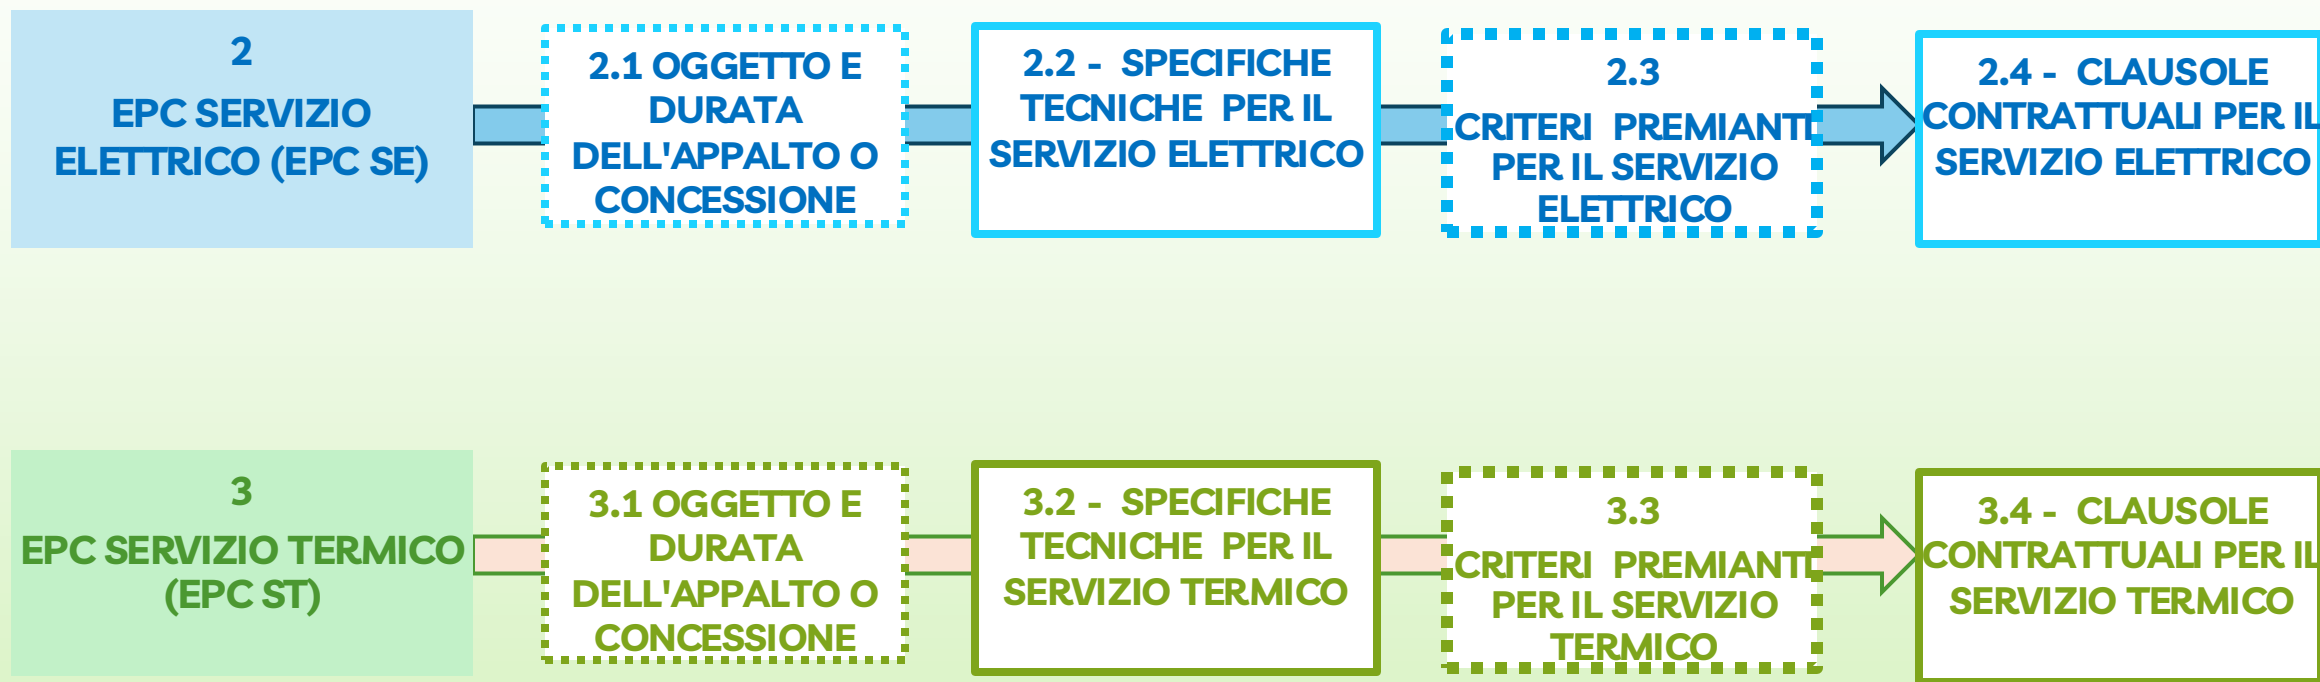 2
EPC SERVIZIO
ELETTRICO (EPC SE)
2.1 OGGETTO E
DURATA
DELL'APPALTO O
CONCESSIONE
2.2 - SPECIFICHE
TECNICHE PER IL
SERVIZIO ELETTRICO
2.3
CRITERI PREMIANTI
PER IL SERVIZIO
ELETTRICO
2.4 - CLAUSOLE
CONTRATTUALI PER IL
SERVIZIO ELETTRICO
3
EPC SERVIZIO TERMICO
(EPC ST)
3.1 OGGETTO E
DURATA
DELL'APPALTO O
CONCESSIONE
3.2 - SPECIFICHE
TECNICHE PER IL
SERVIZIO TERMICO
3.3
CRITERI PREMIANTI
PER IL SERVIZIO
TERMICO
3.4 - CLAUSOLE
CONTRATTUALI PER IL
SERVIZIO TERMICO